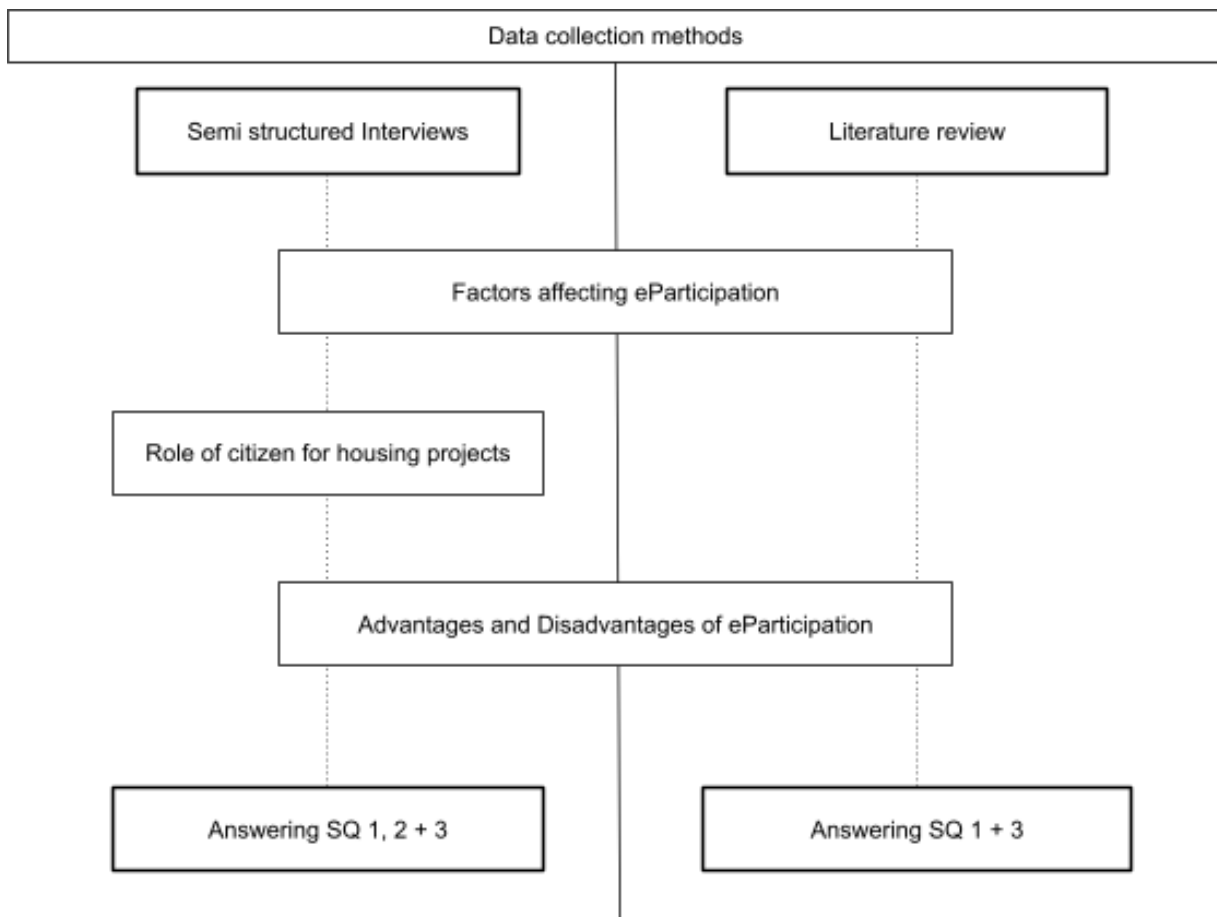 Data collection methods
Semi structured Interviews
Literature review
Factors affecting eParticipation
Role of citizen for housing projects
Advantages and Disadvantages of eParticipation
Answering SQ 1, 2 + 3
Answering SQ 1 + 3